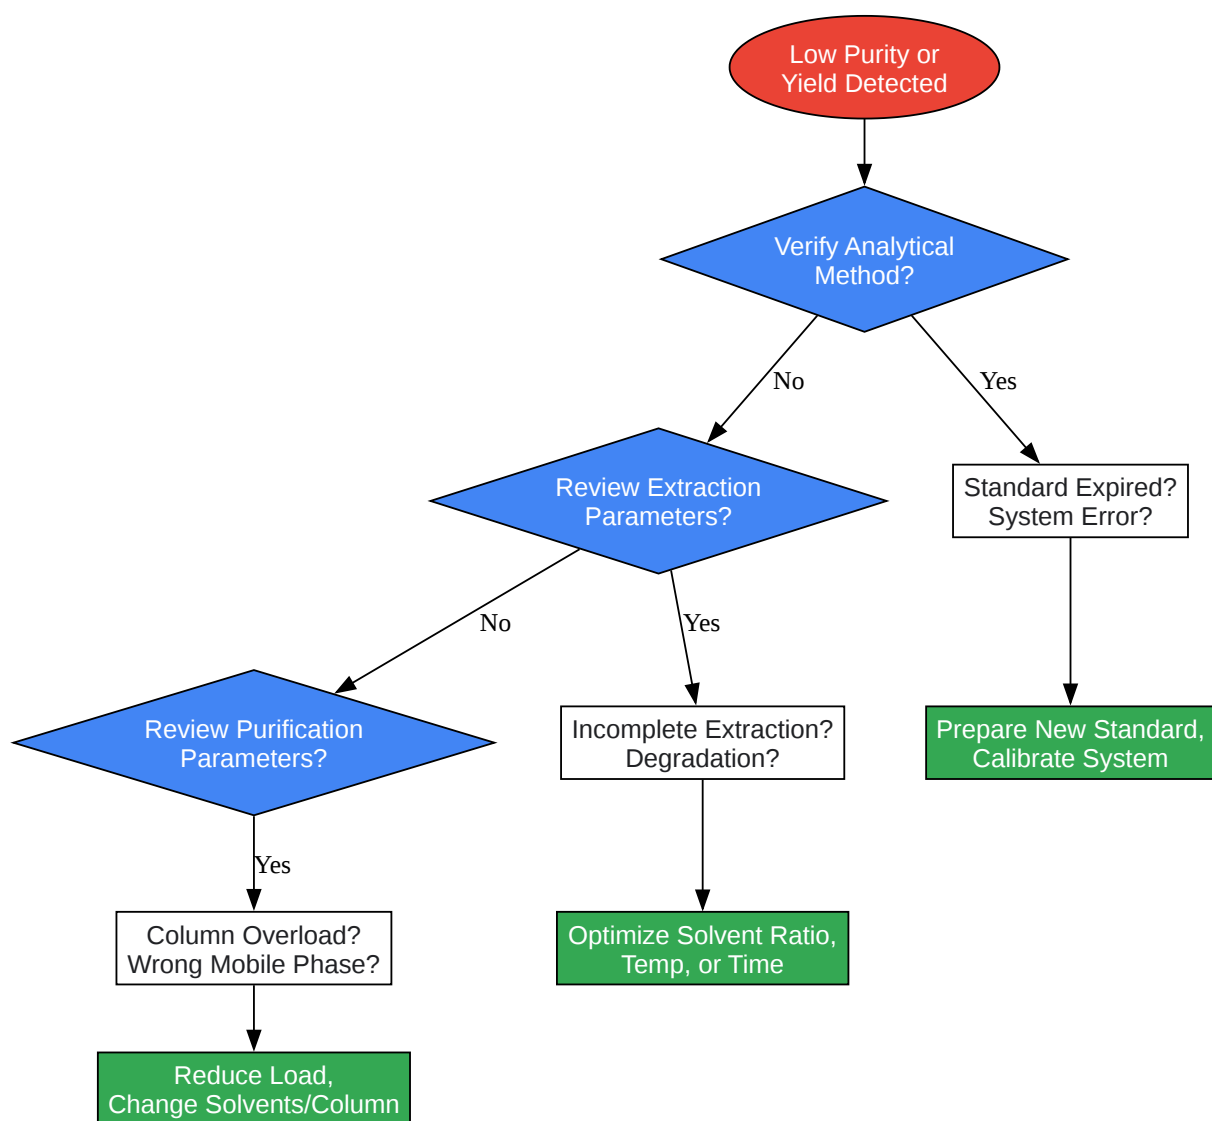 Low Purity or
Yield Detected
Verify Analytical
Method?
No
Yes
Review Extraction
Parameters?
Standard Expired?
System Error?
No
Yes
Review Purification
Parameters?
Incomplete Extraction?
Degradation?
Prepare New Standard,
Calibrate System
Yes
Column Overload?
Wrong Mobile Phase?
Optimize Solvent Ratio,
Temp, or Time
Reduce Load,
Change Solvents/Column